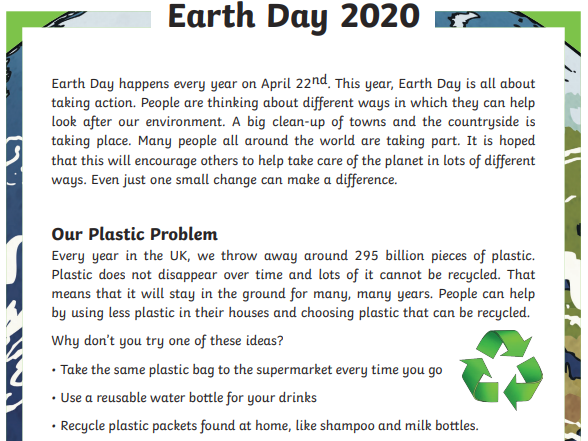 Earth Day 2020
Earth Day happens every year on April 22nd. This year, Earth Day is all about
taking action. People are thinking about different ways in which they can help
look after our environment. A big clean-up of towns and the countryside is
taking place. Many people all around the world are taking part. It is hoped
that this will encourage others to help take care of the planet in lots of different
ways. Even just one small change can make a difference.
Our Plastic Problem
Every year in the UK, we throw away around 295 billion pieces of plastic.
Plastic does not disappear over time and lots of it cannot be recycled. That
means that it will stay in the ground for many, many years. People can help
by using less plastic in their houses and choosing plastic that can be recycled.
Why don't you try one of these ideas?
• Take the same plastic bag to the supermarket every time you go
• Use a reusable water bottle for your drinks
• Recycle plastic packets found at home, like shampoo and milk bottles.